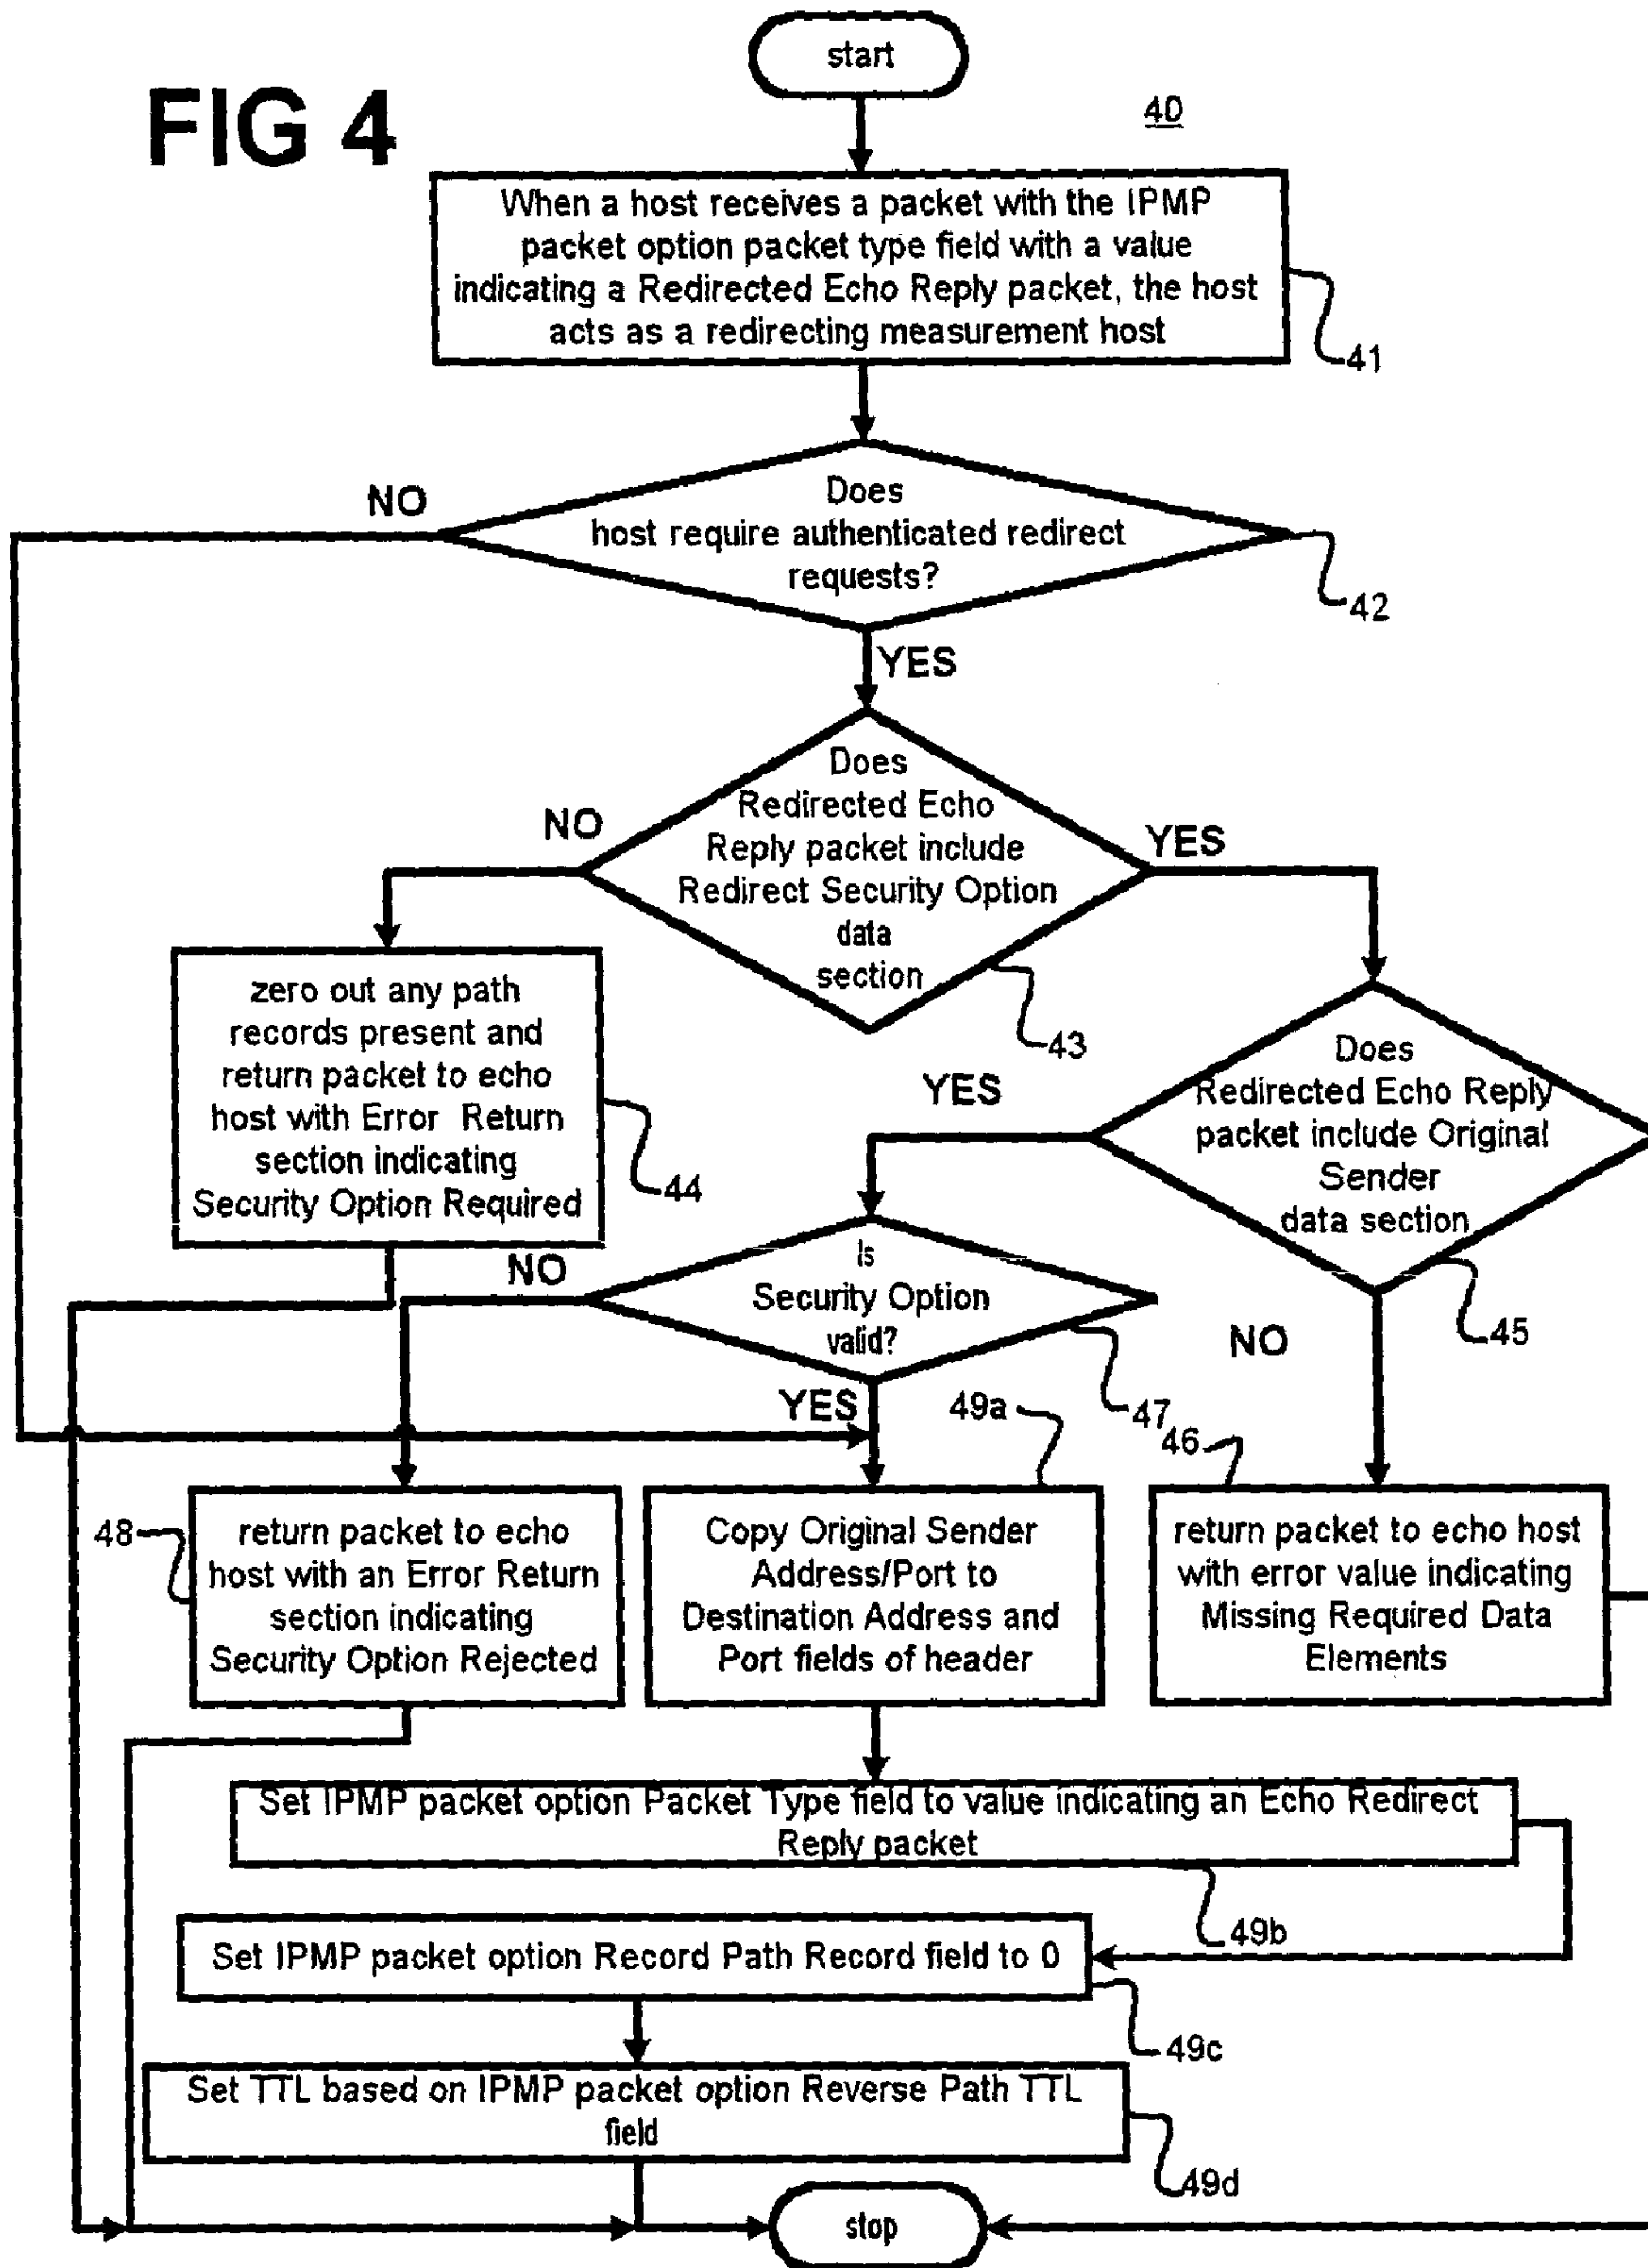 start
FIG 4
40
When a host receives a packet with the IPMP
packet option packet type field with a value
indicating a Redirected Echo Reply packet, the host
acts as a redirecting measurement host
41
NO
Does
host require authenticated redirect
requests?
42
YES
Does
Redirected Echo
Reply packet include
Redirect Security Option
data
section
NO
YES
43
zero out any path
records present and
return packet to echo
host with Error Return
section indicating
Security Option Required
44
Does
Redirected Echo Reply
packet include Original
Sender
data section
YES
45
NO
NO
Is
Security Option
valid?
YES
47
49a
46
48
return packet to echo
host with an Error Return
section indicating
Security Option Rejected
Copy Original Sender
Address/Port to
Destination Address and
Port fields of header
return packet to echo host
with error value indicating
Missing Required Data
Elements
Set IPMP packet option Packet Type field to value indicating an Echo Redirect
Reply packet
49b
Set IPMP packet option Record Path Record field to 0
49c
Set TTL based on IPMP packet option Reverse Path TTL
field
49d
stop